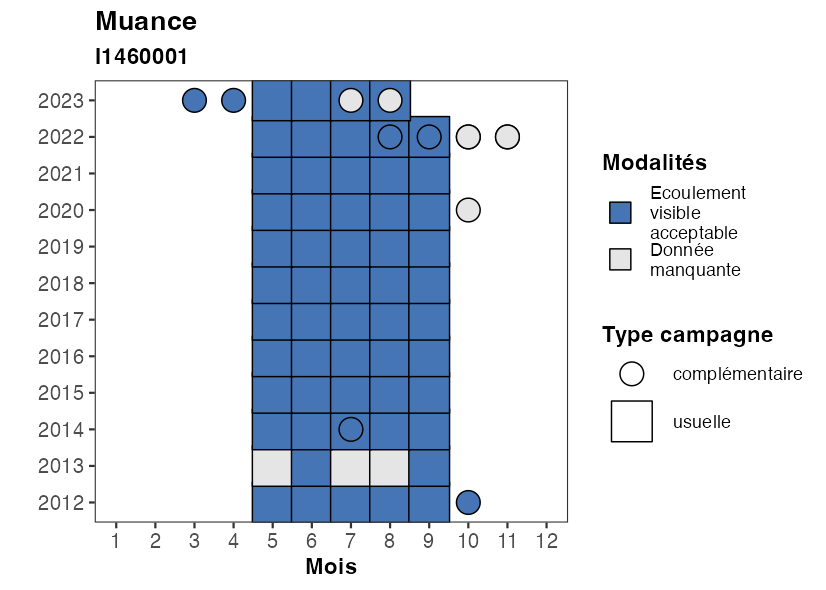 Muance
I1460001
2023
2022
2021
2020
2019
2018
2017
2016
2015
2014
2013
2012
1 2 3 4 5 6 7 8 9 10 11 12
Mois
Modalités
Ecoulement
visible
acceptable
Donnée
manquante
Type campagne
complémentaire
usuelle